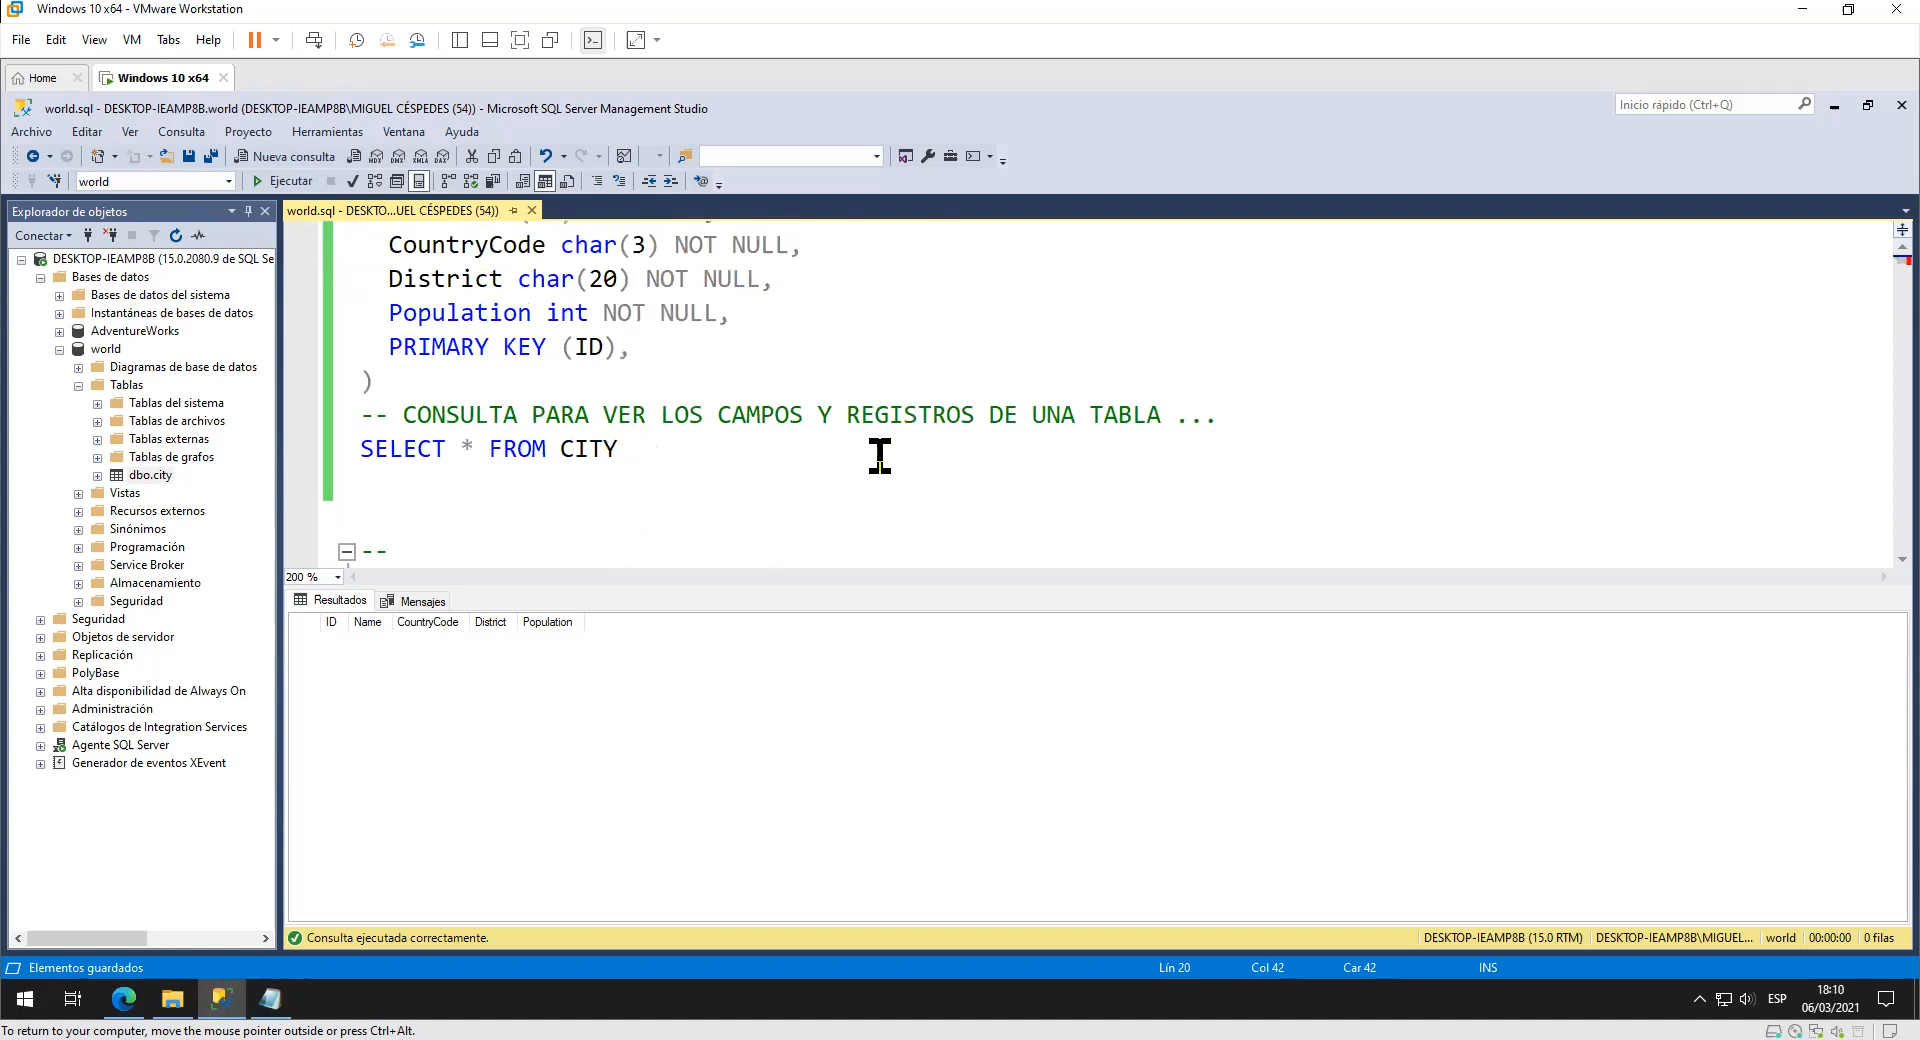 Windows 10 x64 - VMware Workstation
File Edit View VM Tabs Help
Home
Windows 10 x64
world.sql - DESKTOP-IEAMP8B.world (DESKTOP-IEAMP8B\MIGUEL CÉSPEDES (54)) - Microsoft SQL Server Management Studio
Inicio rápido (Ctrl+Q)
Archivo Editar Ver Consulta Proyecto Herramientas Ventana Ayuda
Nueva consulta
MDX DMX XMLA DAX
world
Ejecutar
Explorador de objetos
Conectar
DESKTOP-IEAMP8B (15.0.2080.9 de SQL Se
Bases de datos
Bases de datos del sistema
Instantáneas de bases de datos
AdventureWorks
world
Diagramas de base de datos
Tablas
Tablas del sistema
Tablas de archivos
Tablas externas
Tablas de grafos
dbo.city
Vistas
Recursos externos
Sinónimos
Programación
Service Broker
Almacenamiento
Seguridad
Seguridad
Objetos de servidor
Replicación
PolyBase
Alta disponibilidad de Always On
Administración
Catálogos de Integration Services
Agente SQL Server
Generador de eventos XEvent
world.sql - DESKTO...UEL CÉSPEDES (54))
CountryCode char(3) NOT NULL,
District char(20) NOT NULL,
Population int NOT NULL,
PRIMARY KEY (ID),
)
-- CONSULTA PARA VER LOS CAMPOS Y REGISTROS DE UNA TABLA ...
SELECT * FROM CITY
--
200 %
Resultados Mensajes
ID Name CountryCode District Population
Consulta ejecutada correctamente.
DESKTOP-IEAMP8B (15.0 RTM) DESKTOP-IEAMP8B\MIGUEL... world 00:00:00 0 filas
Elementos guardados
Lín 20 Col 42 Car 42 INS
ESP
18:10
06/03/2021
To return to your computer, move the mouse pointer outside or press Ctrl+Alt.